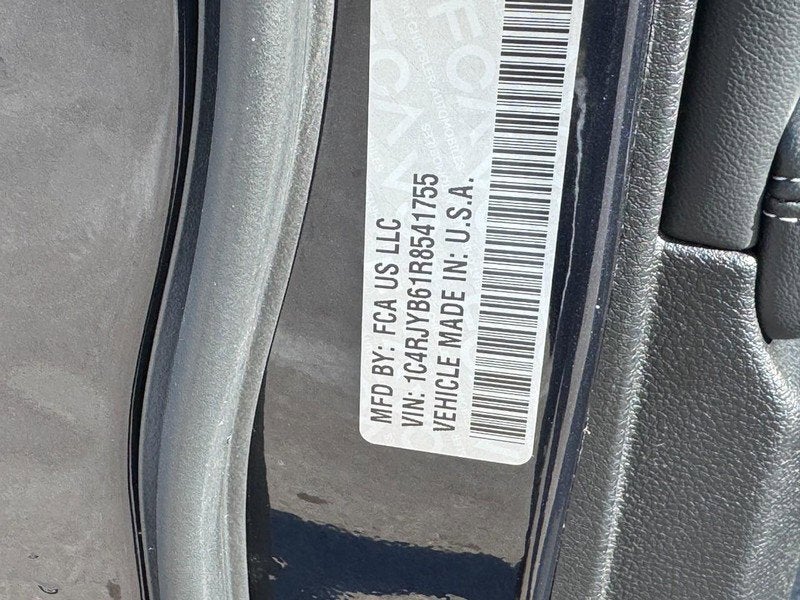 MFD BY: FCA US LLC
VIN: 1C4RJYB61R8541755
VEHICLE MADE IN: U.S.A.